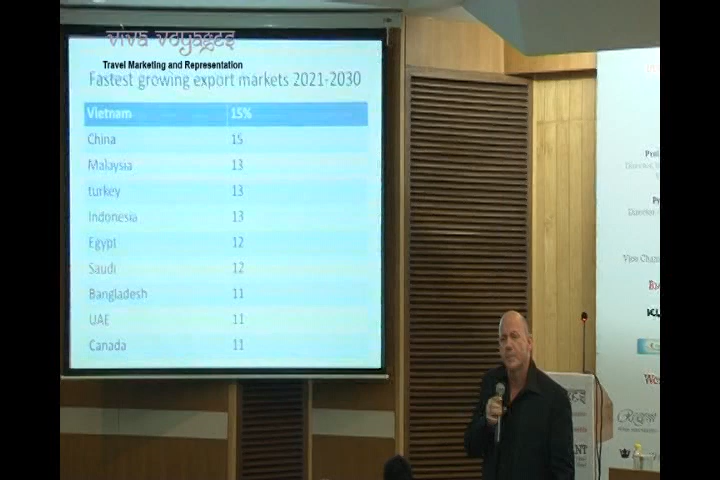 Viva Voyages
Travel Marketing and Representation
Fastest growing export markets 2021-2030
Vietnam 15%
China 15
Malaysia 13
turkey 13
Indonesia 13
Egypt 12
Saudi 12
Bangladesh 11
UAE 11
Canada 11
Director